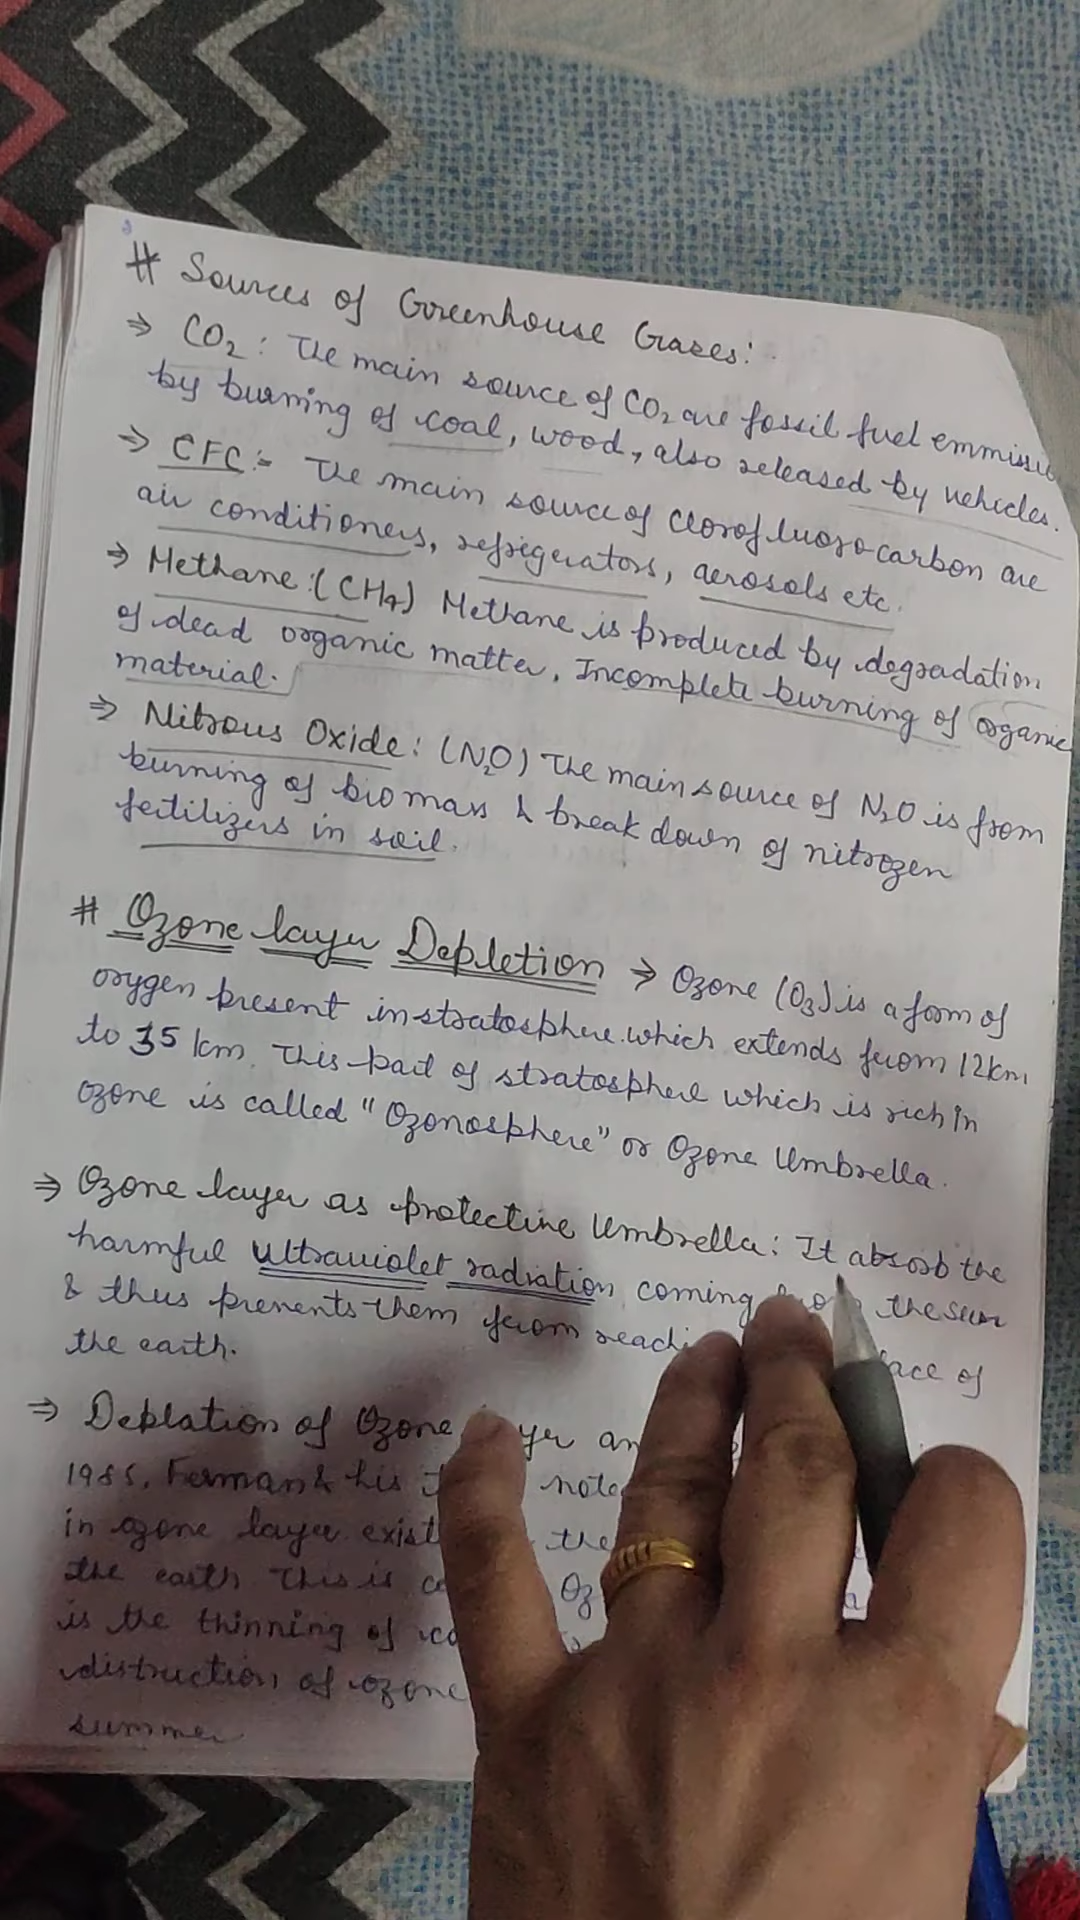 # Sources of Greenhouse Gases:
⇒ CO₂: The main source of CO₂ are fossil fuel emmissi
by burning of coal, wood, also released by vehicles.
⇒ CFC:- The main source of Clorofluorocarbon are
air conditioners, refrigerators, aerosols etc.
⇒ Methane:(CH₄) Methane is produced by degradation
of dead organic matter, Incomplete burning of organic
material.
⇒ Nitrous Oxide: (N₂O) The main source of N₂O is from
burning of biomass & break down of nitrogen
fertilizers in soil.
# Ozone layer Depletion → Ozone (O₃) is a form of
oxygen present in stratosphere which extends from 12km
to 35 km. This part of stratosphere which is rich in
ozone is called "Ozonosphere" or Ozone Umbrella.
⇒ Ozone layer as protective Umbrella: It absorb the
harmful ultraviolet radiation coming the sun
& thus prevents them from of
the earth.
⇒ Deplation of Ozone
1985, Ferman & his
in ozone layer the
the earth This is
is the thinning of
distruction of ozone
summer